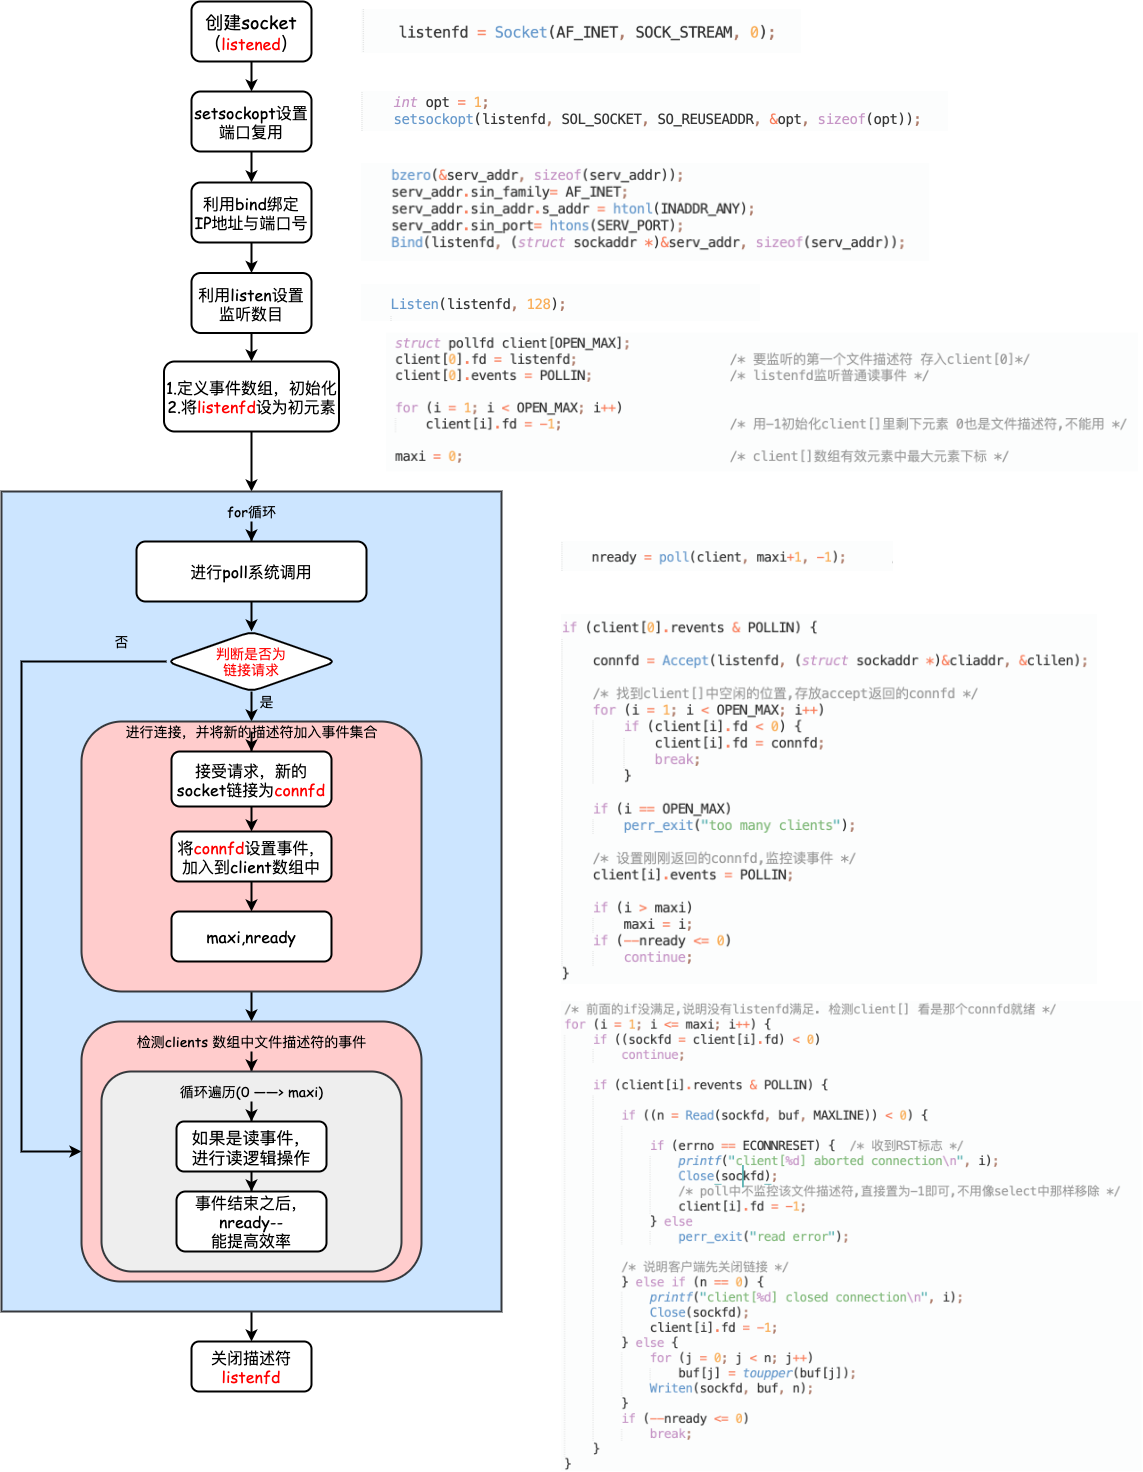 创建socket
（listened）
listenfd = Socket(AF_INET, SOCK_STREAM, 0);
setsockopt设置
端口复用
int opt = 1;
setsockopt(listenfd, SOL_SOCKET, SO_REUSEADDR, &opt, sizeof(opt));
利用bind绑定
IP地址与端口号
bzero(&serv_addr, sizeof(serv_addr));
serv_addr.sin_family= AF_INET;
serv_addr.sin_addr.s_addr = htonl(INADDR_ANY);
serv_addr.sin_port= htons(SERV_PORT);
Bind(listenfd, (struct sockaddr *)&serv_addr, sizeof(serv_addr));
利用listen设置
监听数目
Listen(listenfd, 128);
1.定义事件数组，初始化
2.将listenfd设为初元素
struct pollfd client[OPEN_MAX];
client[0].fd = listenfd; /* 要监听的第一个文件描述符 存入client[0]*/
client[0].events = POLLIN; /* listenfd监听普通读事件 */
for (i = 1; i < OPEN_MAX; i++)
client[i].fd = -1; /* 用-1初始化client[]里剩下元素 0也是文件描述符,不能用 */
maxi = 0; /* client[]数组有效元素中最大元素下标 */
for循环
进行poll系统调用
nready = poll(client, maxi+1, -1);
判断是否为
链接请求
否
是
进行连接，并将新的描述符加入事件集合
接受请求，新的
socket链接为connfd
将connfd设置事件，
加入到client数组中
maxi,nready
if (client[0].revents & POLLIN) {
connfd = Accept(listenfd, (struct sockaddr *)&cliaddr, &clilen);
/* 找到client[]中空闲的位置,存放accept返回的connfd */
for (i = 1; i < OPEN_MAX; i++)
if (client[i].fd < 0) {
client[i].fd = connfd;
break;
}
if (i == OPEN_MAX)
perr_exit("too many clients");
/* 设置刚刚返回的connfd,监控读事件 */
client[i].events = POLLIN;
if (i > maxi)
maxi = i;
if (--nready <= 0)
continue;
}
检测clients 数组中文件描述符的事件
循环遍历(0 ——> maxi)
如果是读事件，
进行读逻辑操作
事件结束之后，
nready--
能提高效率
/* 前面的if没满足,说明没有listenfd满足. 检测client[] 看是那个connfd就绪 */
for (i = 1; i <= maxi; i++) {
if ((sockfd = client[i].fd) < 0)
continue;
if (client[i].revents & POLLIN) {
if ((n = Read(sockfd, buf, MAXLINE)) < 0) {
if (errno == ECONNRESET) { /* 收到RST标志 */
printf("client[%d] aborted connection\n", i);
Close(sockfd);
/* poll中不监控该文件描述符,直接置为-1即可,不用像select中那样移除 */
client[i].fd = -1;
} else
perr_exit("read error");
/* 说明客户端先关闭链接 */
} else if (n == 0) {
printf("client[%d] closed connection\n", i);
Close(sockfd);
client[i].fd = -1;
} else {
for (j = 0; j < n; j++)
buf[j] = toupper(buf[j]);
Writen(sockfd, buf, n);
}
if (--nready <= 0)
break;
}
}
关闭描述符
listenfd